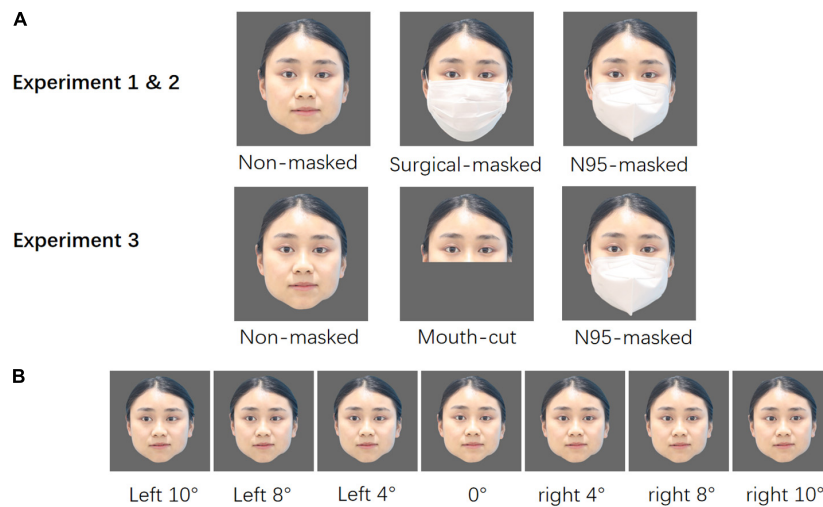 A
Experiment 1 & 2
Non-masked Surgical-masked N95-masked
Experiment 3
Non-masked Mouth-cut N95-masked
B
Left 10° Left 8° Left 4° 0° right 4° right 8° right 10°